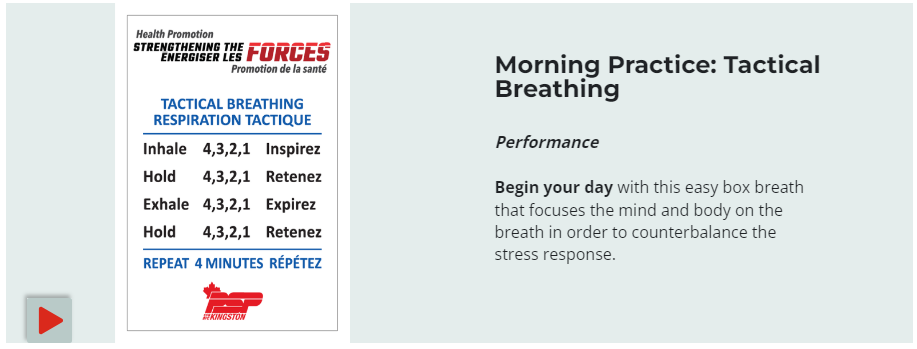 Health Promotion
STRENGTHENING THE
ENERGISER LES FORCES
Promotion de la santé
TACTICAL BREATHING
RESPIRATION TACTIQUE
Inhale 4,3,2,1 Inspirez
Hold 4,3,2,1 Retenez
Exhale 4,3,2,1 Expirez
Hold 4,3,2,1 Retenez
REPEAT 4 MINUTES RÉPÉTEZ
PSP
KINGSTON
Morning Practice: Tactical
Breathing
Performance
Begin your day with this easy box breath
that focuses the mind and body on the
breath in order to counterbalance the
stress response.